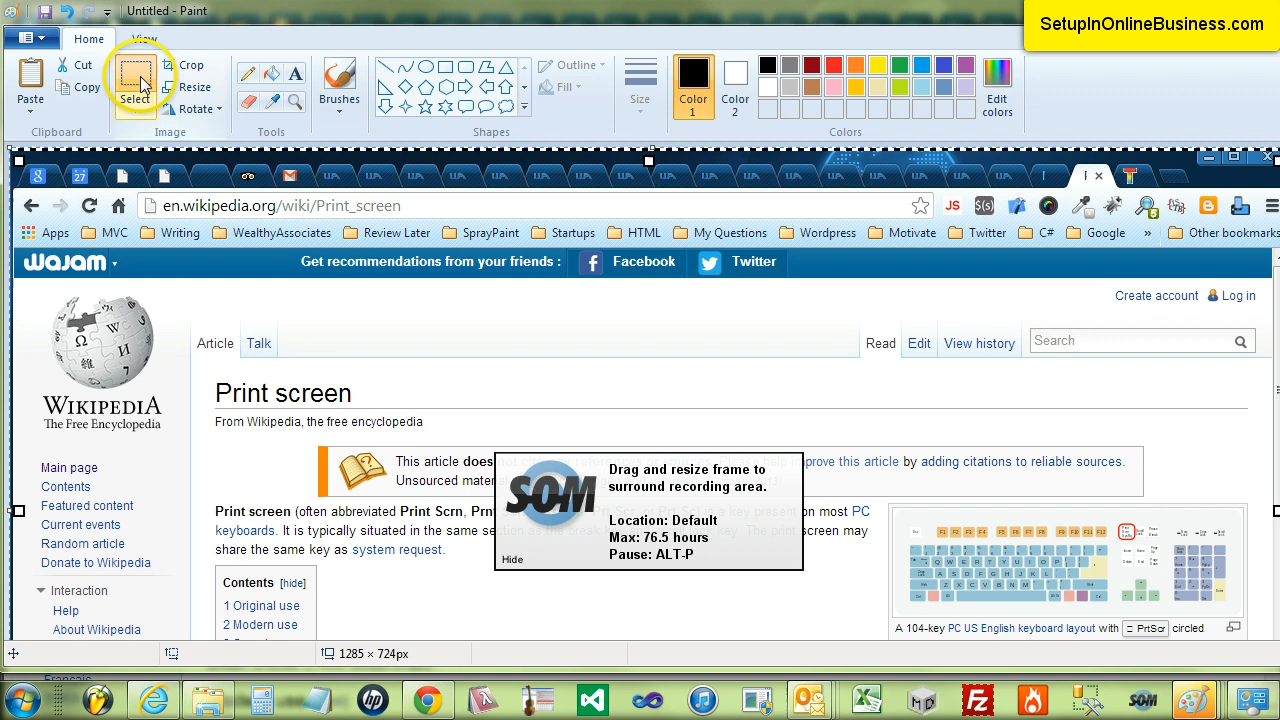 Untitled - Paint
SetupInOnlineBusiness.com
Home
View
Paste
Cut
Copy
Clipboard
Select
Crop
Resize
Rotate
Image
A
Tools
Brushes
Shapes
Outline
Fill
Size
Color 1
Color 2
Edit colors
Colors
en.wikipedia.org/wiki/Print_screen
Apps MVC Writing WealthyAssociates Review Later SprayPaint Startups HTML My Questions Wordpress Motivate Twitter C# Google » Other bookmarks
wajam
Get recommendations from your friends : Facebook Twitter
Create account Log in
Article Talk Read Edit View history Search
WIKIPEDIA
The Free Encyclopedia
Main page
Contents
Featured content
Current events
Random article
Donate to Wikipedia
Interaction
Help
About Wikipedia
Print screen
From Wikipedia, the free encyclopedia
This article does improve this article by adding citations to reliable sources.
Unsourced
Print screen (often abbreviated Print Scrn, is a key present on most PC
keyboards. It is typically situated in the same section as the print screen may
share the same key as system request.
Contents [hide]
1 Original use
2 Modern use
SOM
Drag and resize frame to
surround recording area.
Location: Default
Max: 76.5 hours
Pause: ALT-P
Hide
A 104-key PC US English keyboard layout with PrtScr circled
1285 × 724px